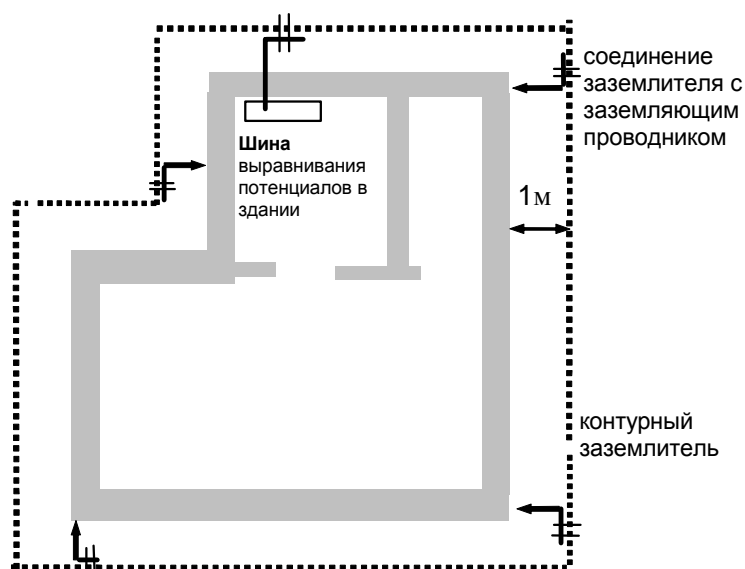 соединение
заземлителя с
заземляющим
проводником
Шина
выравнивания
потенциалов в
здании
1м
контурный
заземлитель